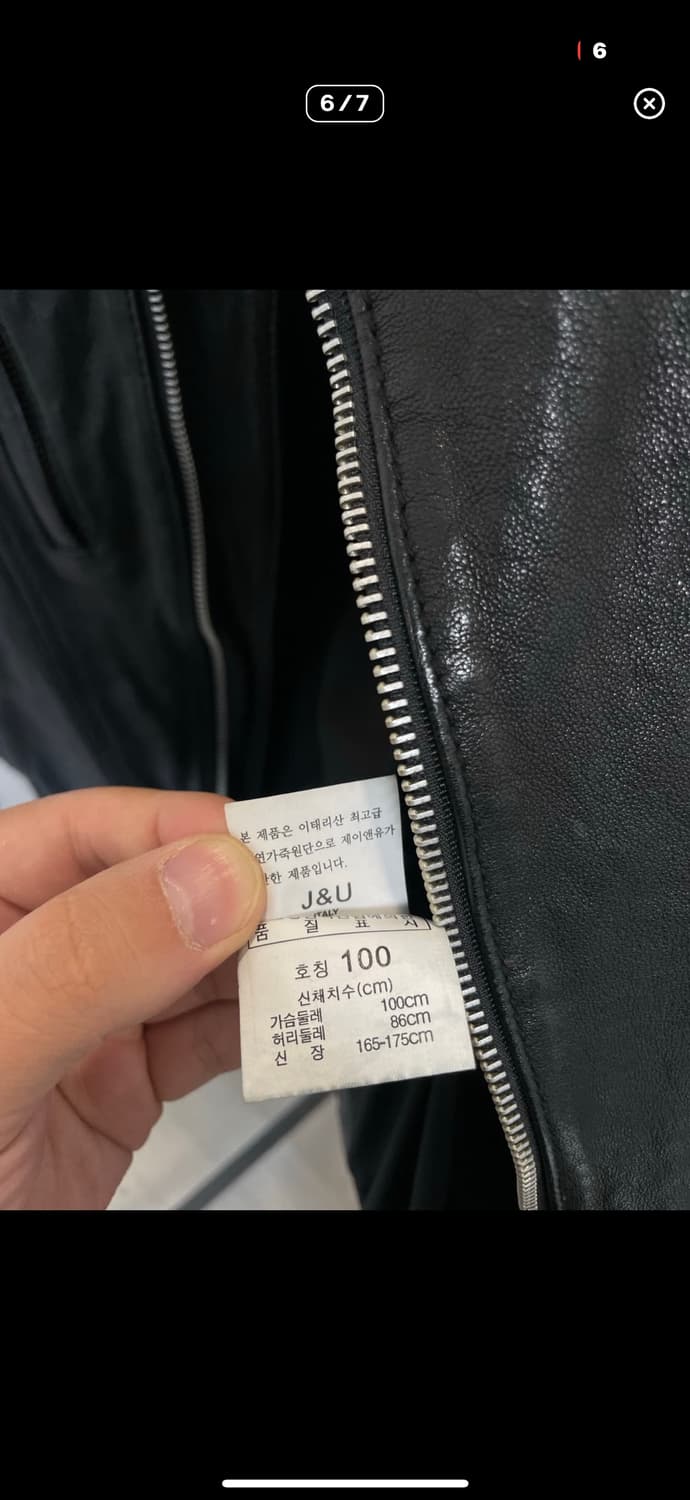 6
6/7
본 제품은 이태리산 최고급
연가죽원단으로 제이앤유가
한 제품입니다.
J&U
ITALY
품 질 표 시
호칭 100
신체치수(cm)
가슴둘레 100cm
허리둘레 86cm
신 장 165-175cm